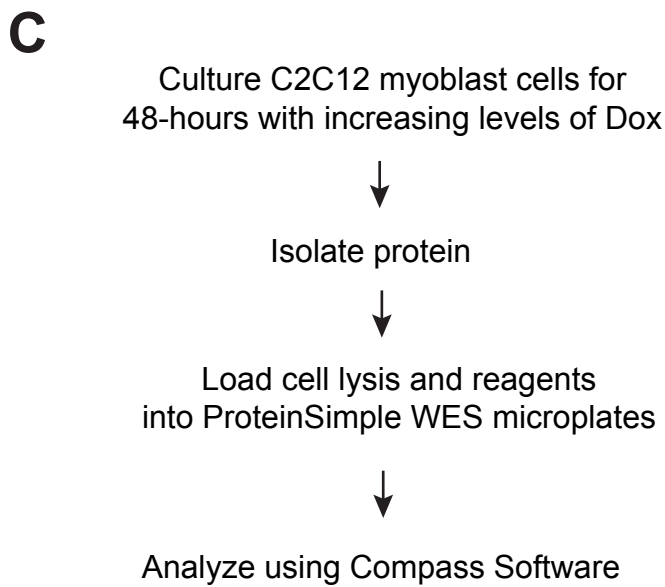 C
Culture C2C12 myoblast cells for
48-hours with increasing levels of Dox
Isolate protein
Load cell lysis and reagents
into ProteinSimple WES microplates
Analyze using Compass Software